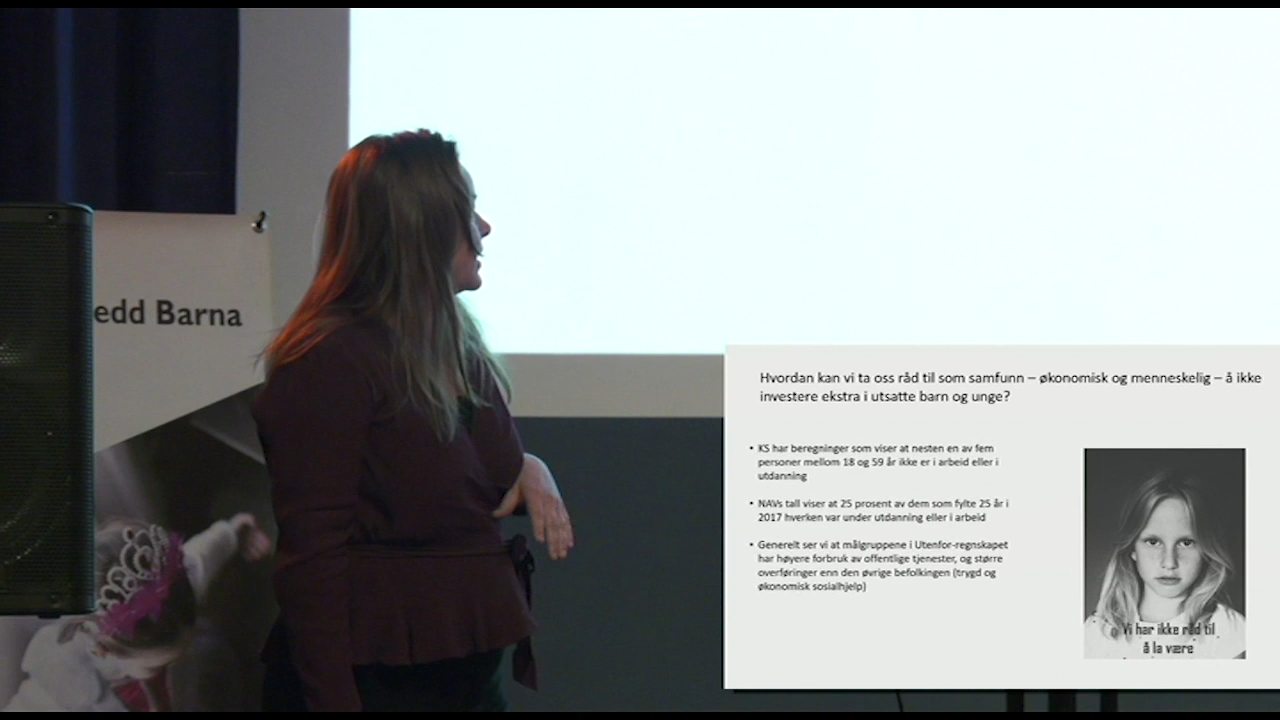 edd Barna
Hvordan kan vi ta oss råd til som samfunn – økonomisk og menneskelig – å ikke
investere ekstra i utsatte barn og unge?
• KS har beregninger som viser at nesten en av fem
personer mellom 18 og 59 år ikke er i arbeid eller i
utdanning
• NAVs tall viser at 25 prosent av dem som fylte 25 år i
2017 hverken var under utdanning eller i arbeid
• Generelt ser vi at målgruppene i Utenfor-regnskapet
har høyere forbruk av offentlige tjenester, og større
overføringer enn den øvrige befolkingen (trygd og
økonomisk sosialhjelp)
Vi har ikke råd til
å la være